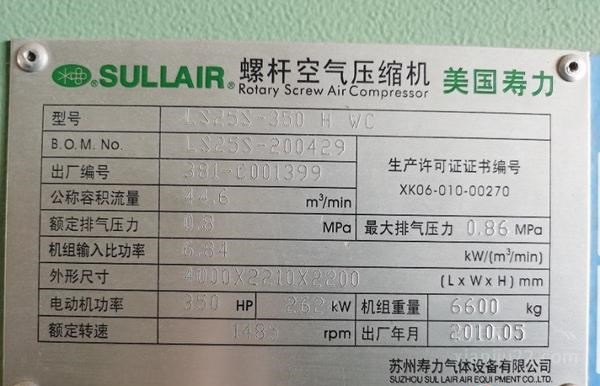 SULLAIR® 螺杆空气压缩机 美国寿力
Rotary Screw Air Compressor
型号 LS25S-350 H WC
B.O.M. No. LS25S-200429
出厂编号 381-0001399
生产许可证证书编号
XK06-010-00270
公称容积流量 44.6 m³/min
额定排气压力 0.8 MPa 最大排气压力 0.86 MPa
机组输入比功率 6.84 kW/(m³/min)
外形尺寸 4000X2210X2200 (LxWxH) mm
电动机功率 350 HP 262 kW 机组重量 6600 kg
额定转速 1483 rpm 出厂年月 2010.05
苏州寿力气体设备有限公司
SUZHOU SULLAIR AIR EQUIPMENT CO.,LTD.